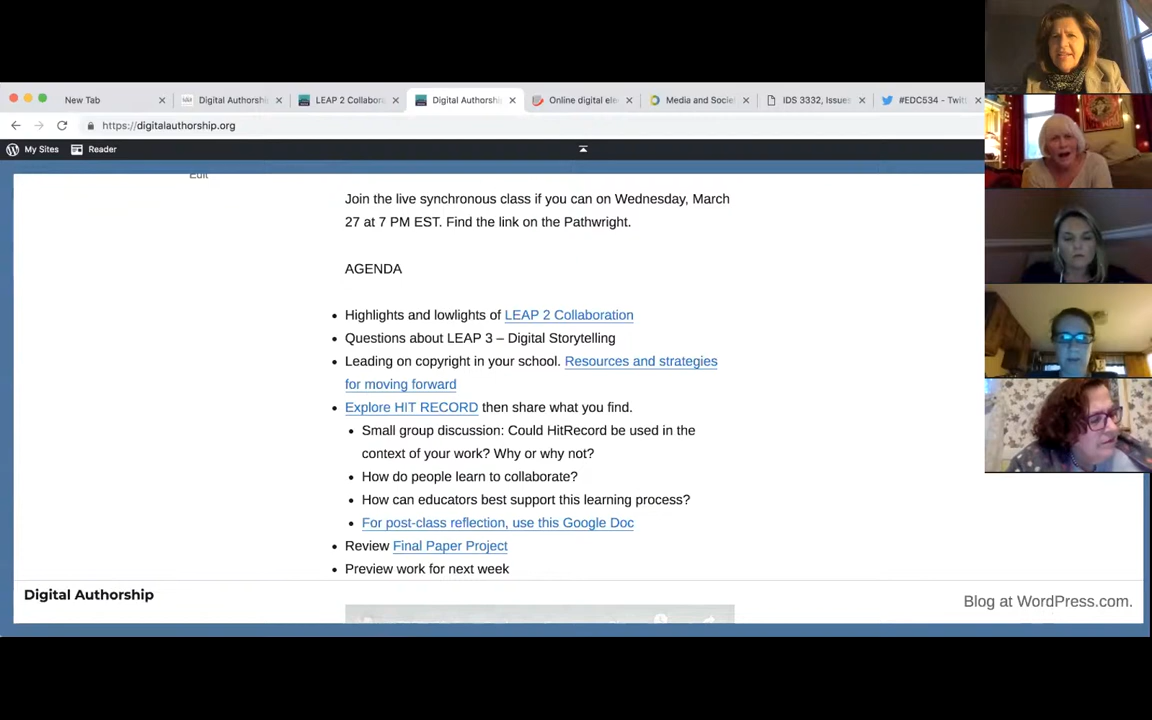 New Tab
Digital Authorshi
LEAP 2 Collabora
Digital Authorshi
Online digital ele
Media and Socie
IDS 3332, Issues
#EDC534 - Twitt
https://digitalauthorship.org
My Sites
Reader
Edit
Join the live synchronous class if you can on Wednesday, March
27 at 7 PM EST. Find the link on the Pathwright.
AGENDA
Highlights and lowlights of LEAP 2 Collaboration
Questions about LEAP 3 – Digital Storytelling
Leading on copyright in your school. Resources and strategies
for moving forward
Explore HIT RECORD then share what you find.
Small group discussion: Could HitRecord be used in the
context of your work? Why or why not?
How do people learn to collaborate?
How can educators best support this learning process?
For post-class reflection, use this Google Doc
Review Final Paper Project
Preview work for next week
Digital Authorship
Blog at WordPress.com.